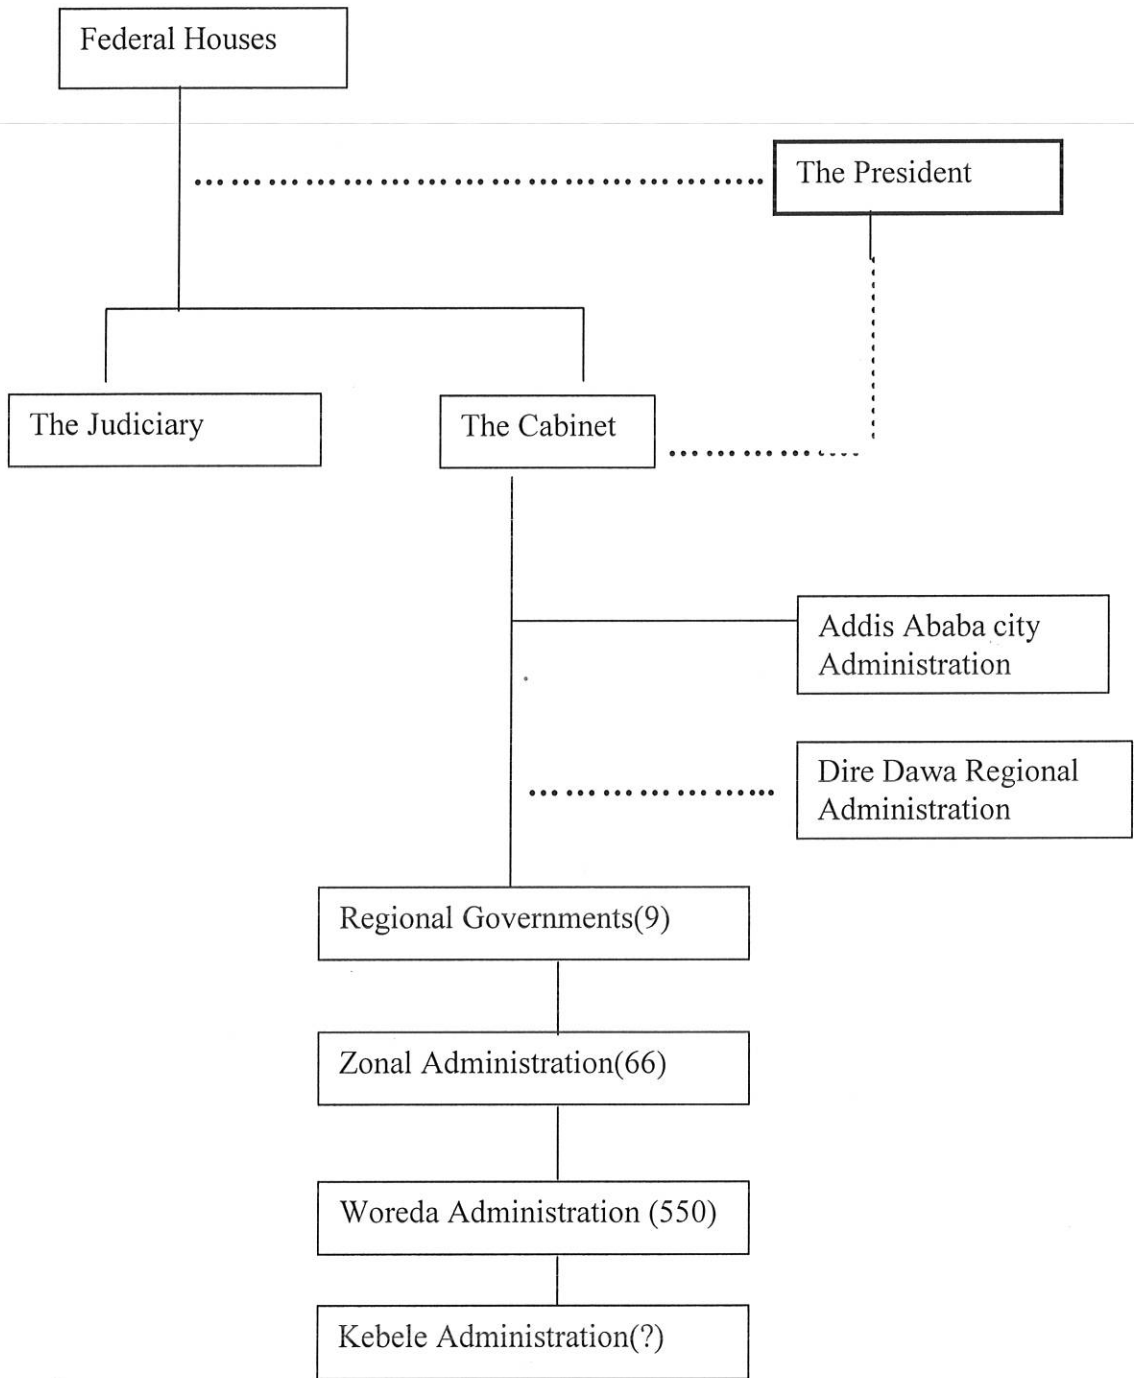 Federal Houses
The President
The Judiciary
The Cabinet
Addis Ababa city
Administration
Dire Dawa Regional
Administration
Regional Governments(9)
Zonal Administration(66)
Woreda Administration (550)
Kebele Administration(?)